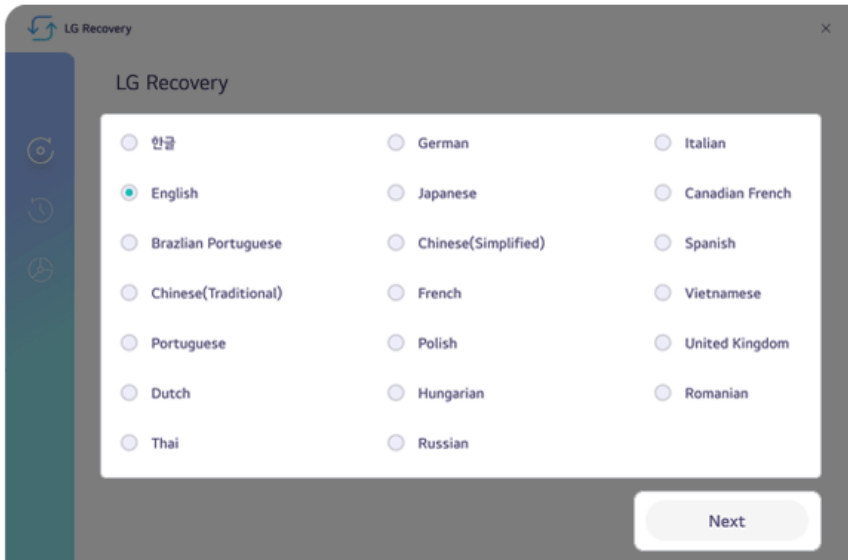 LG Recovery
LG Recovery
한글 German Italian
English Japanese Canadian French
Brazlian Portuguese Chinese(Simplified) Spanish
Chinese(Traditional) French Vietnamese
Portuguese Polish United Kingdom
Dutch Hungarian Romanian
Thai Russian
Next